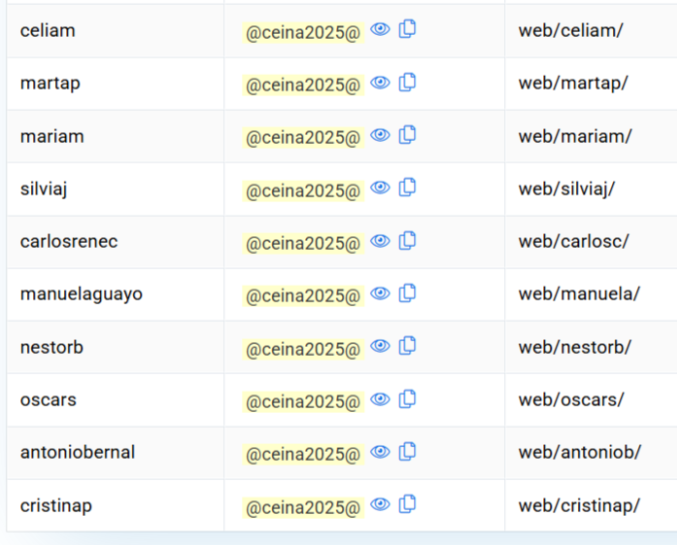 celiam @ceina2025@ web/celiam/
martap @ceina2025@ web/martap/
mariam @ceina2025@ web/mariam/
silviaj @ceina2025@ web/silviaj/
carlosrenec @ceina2025@ web/carlosc/
manuelaguayo @ceina2025@ web/manuela/
nestorb @ceina2025@ web/nestorb/
oscars @ceina2025@ web/oscars/
antoniobernal @ceina2025@ web/antoniob/
cristinap @ceina2025@ web/cristinap/